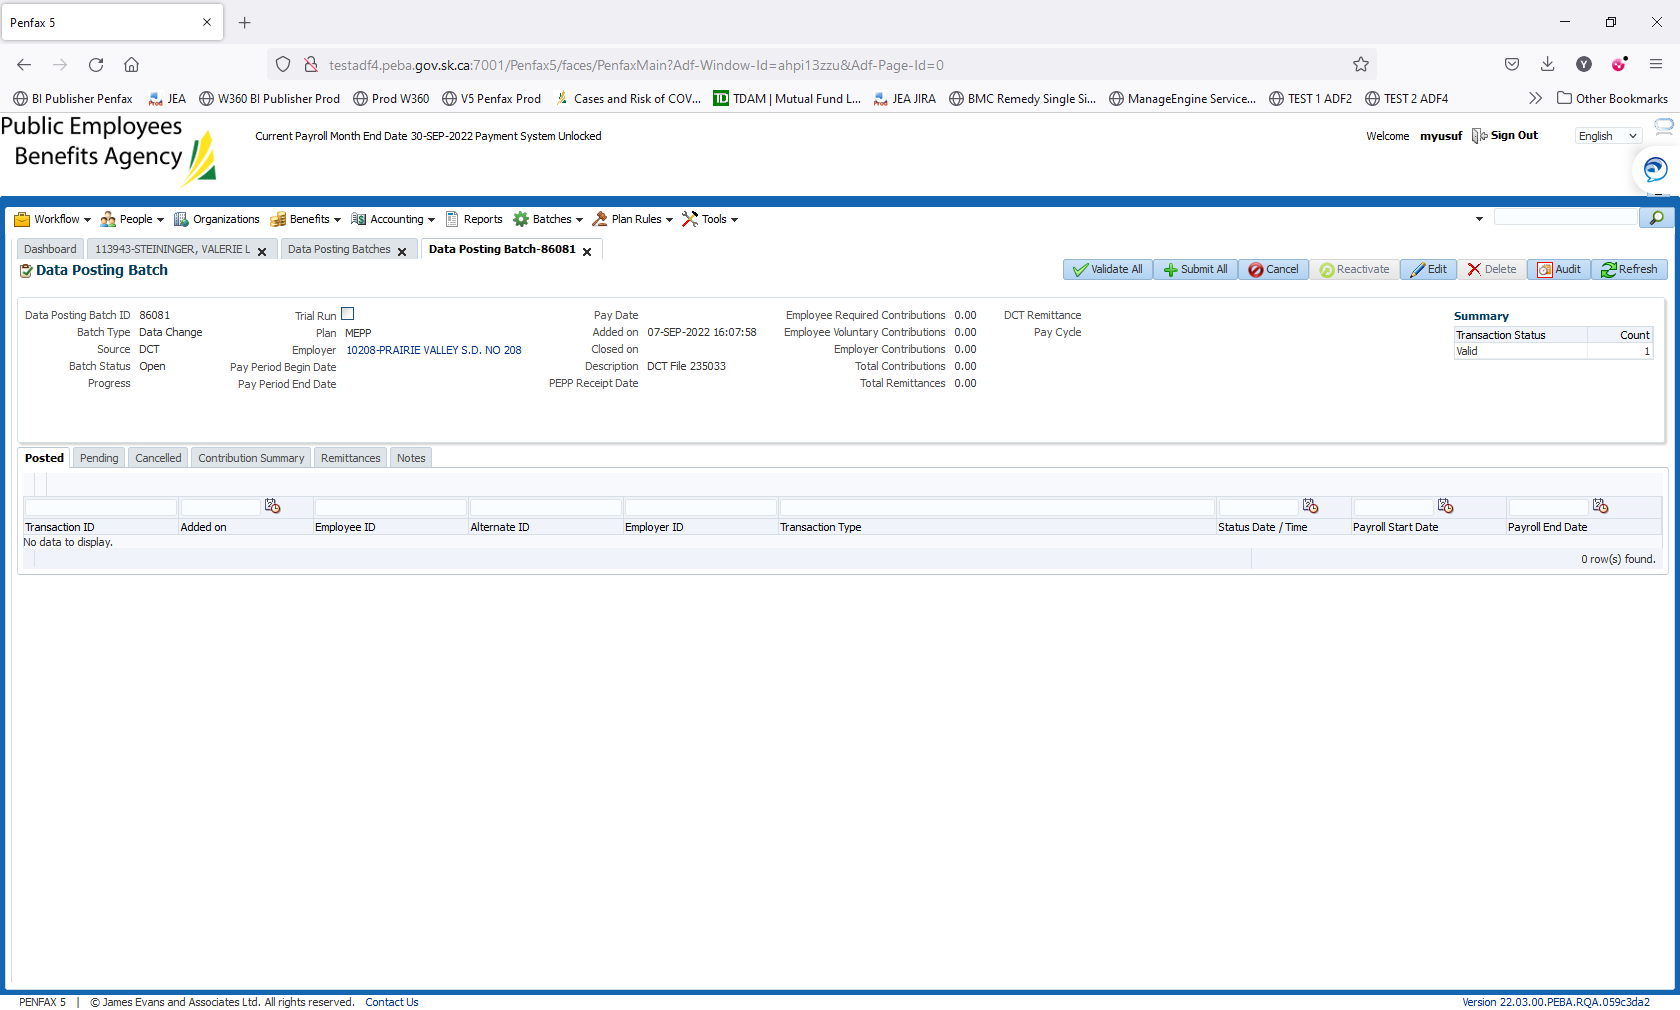 Penfax 5
testadf4.peba.gov.sk.ca:7001/Penfax5/faces/PenfaxMain?Adf-Window-Id=ahpi13zzu&Adf-Page-Id=0
BI Publisher Penfax JEA W360 BI Publisher Prod Prod W360 V5 Penfax Prod Cases and Risk of COV... TD TDAM | Mutual Fund L... JEA JIRA BMC Remedy Single Si... ManageEngine Service... TEST 1 ADF2 TEST 2 ADF4 Other Bookmarks
Public Employees
Benefits Agency
Current Payroll Month End Date 30-SEP-2022 Payment System Unlocked
Welcome myusuf Sign Out English
Workflow People Organizations Benefits Accounting Reports Batches Plan Rules Tools
Dashboard 113943-STEININGER, VALERIE L Data Posting Batches Data Posting Batch-86081
Data Posting Batch
Validate All Submit All Cancel Reactivate Edit Delete Audit Refresh
Data Posting Batch ID 86081
Batch Type Data Change
Source DCT
Batch Status Open
Progress
Trial Run
Plan MEPP
Employer 10208-PRAIRIE VALLEY S.D. NO 208
Pay Period Begin Date
Pay Period End Date
Pay Date
Added on 07-SEP-2022 16:07:58
Closed on
Description DCT File 235033
PEPP Receipt Date
Employee Required Contributions 0.00
Employee Voluntary Contributions 0.00
Employer Contributions 0.00
Total Contributions 0.00
Total Remittances 0.00
DCT Remittance
Pay Cycle
Summary
Transaction Status Count
Valid 1
Posted Pending Cancelled Contribution Summary Remittances Notes
Transaction ID Added on Employee ID Alternate ID Employer ID Transaction Type Status Date / Time Payroll Start Date Payroll End Date
No data to display.
0 row(s) found.
PENFAX 5 | © James Evans and Associates Ltd. All rights reserved. Contact Us
Version 22.03.00.PEBA.RQA.059c3da2